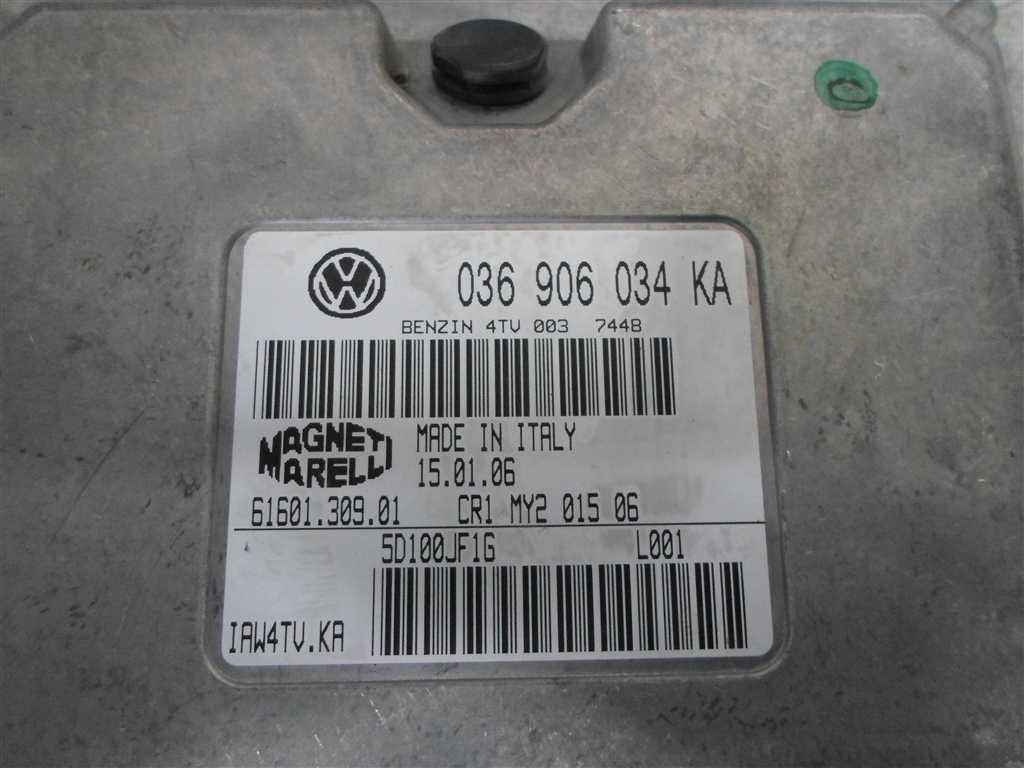 036 906 034 KA
BENZIN 4TV 003 7448
MAGNETI
MARELLI
MADE IN ITALY
15.01.06
61601.309.01 CR1 MY2 015 06
5D100JF1G L001
IAW4TV.KA